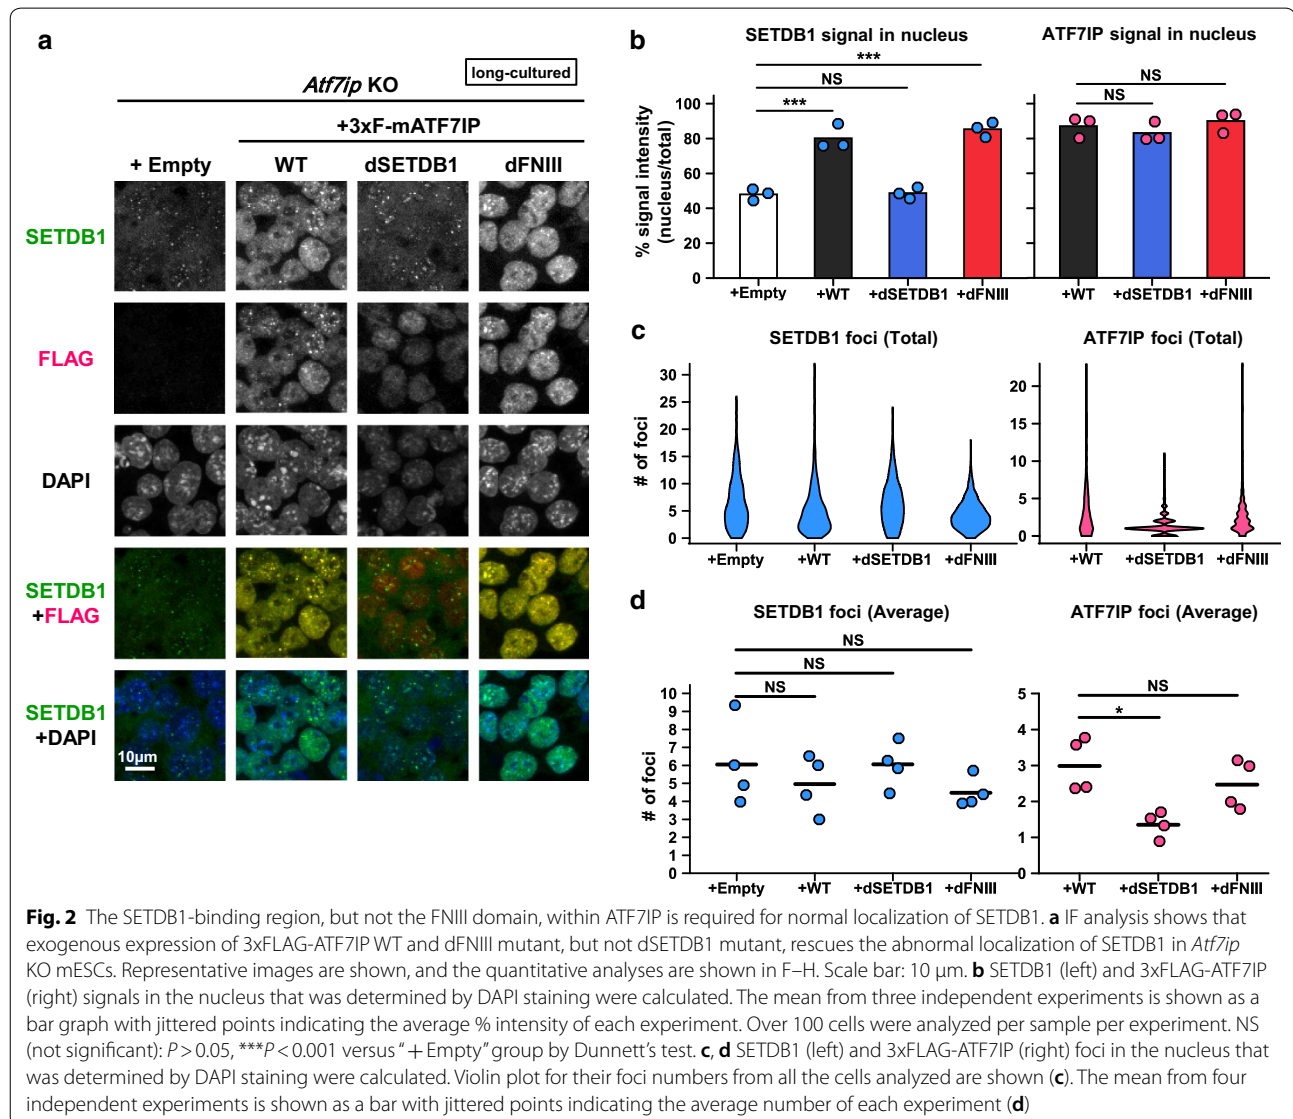 a
long-cultured
Atf7ip KO
+3xF-mATF7IP
+ Empty WT dSETDB1 dFNIII
SETDB1
FLAG
DAPI
SETDB1
+FLAG
SETDB1
+DAPI
10μm
b
SETDB1 signal in nucleus
ATF7IP signal in nucleus
***
NS
***
NS
NS
% signal intensity
(nucleus/total)
100
80
60
40
20
0
+Empty +WT +dSETDB1 +dFNIII
+WT +dSETDB1 +dFNIII
c
SETDB1 foci (Total)
ATF7IP foci (Total)
# of foci
30
25
20
15
10
5
0
20
15
10
5
0
+Empty +WT +dSETDB1 +dFNIII
+WT +dSETDB1 +dFNIII
d
SETDB1 foci (Average)
ATF7IP foci (Average)
NS
NS
NS
NS
*
# of foci
10
9
8
7
6
5
4
3
2
1
0
5
4
3
2
1
0
+Empty +WT +dSETDB1 +dFNIII
+WT +dSETDB1 +dFNIII
Fig. 2 The SETDB1-binding region, but not the FNIII domain, within ATF7IP is required for normal localization of SETDB1. a IF analysis shows that
exogenous expression of 3xFLAG-ATF7IP WT and dFNIII mutant, but not dSETDB1 mutant, rescues the abnormal localization of SETDB1 in Atf7ip
KO mESCs. Representative images are shown, and the quantitative analyses are shown in F–H. Scale bar: 10 μm. b SETDB1 (left) and 3xFLAG-ATF7IP
(right) signals in the nucleus that was determined by DAPI staining were calculated. The mean from three independent experiments is shown as a
bar graph with jittered points indicating the average % intensity of each experiment. Over 100 cells were analyzed per sample per experiment. NS
(not significant): P > 0.05, ***P < 0.001 versus “ + Empty” group by Dunnett’s test. c, d SETDB1 (left) and 3xFLAG-ATF7IP (right) foci in the nucleus that
was determined by DAPI staining were calculated. Violin plot for their foci numbers from all the cells analyzed are shown (c). The mean from four
independent experiments is shown as a bar with jittered points indicating the average number of each experiment (d)